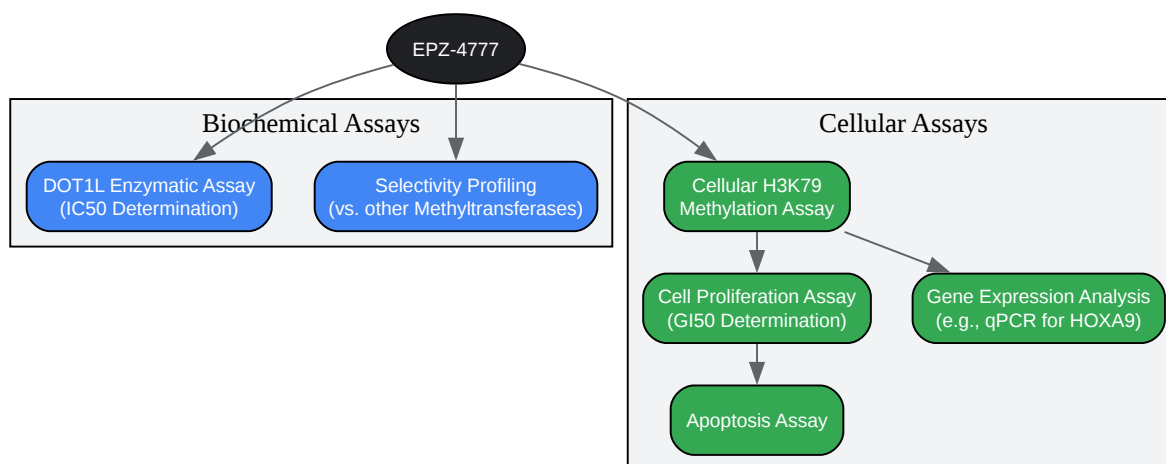 EPZ-4777
Biochemical Assays
DOT1L Enzymatic Assay
(IC50 Determination)
Selectivity Profiling
(vs. other Methyltransferases)
Cellular Assays
Cellular H3K79
Methylation Assay
Cell Proliferation Assay
(GI50 Determination)
Gene Expression Analysis
(e.g., qPCR for HOXA9)
Apoptosis Assay